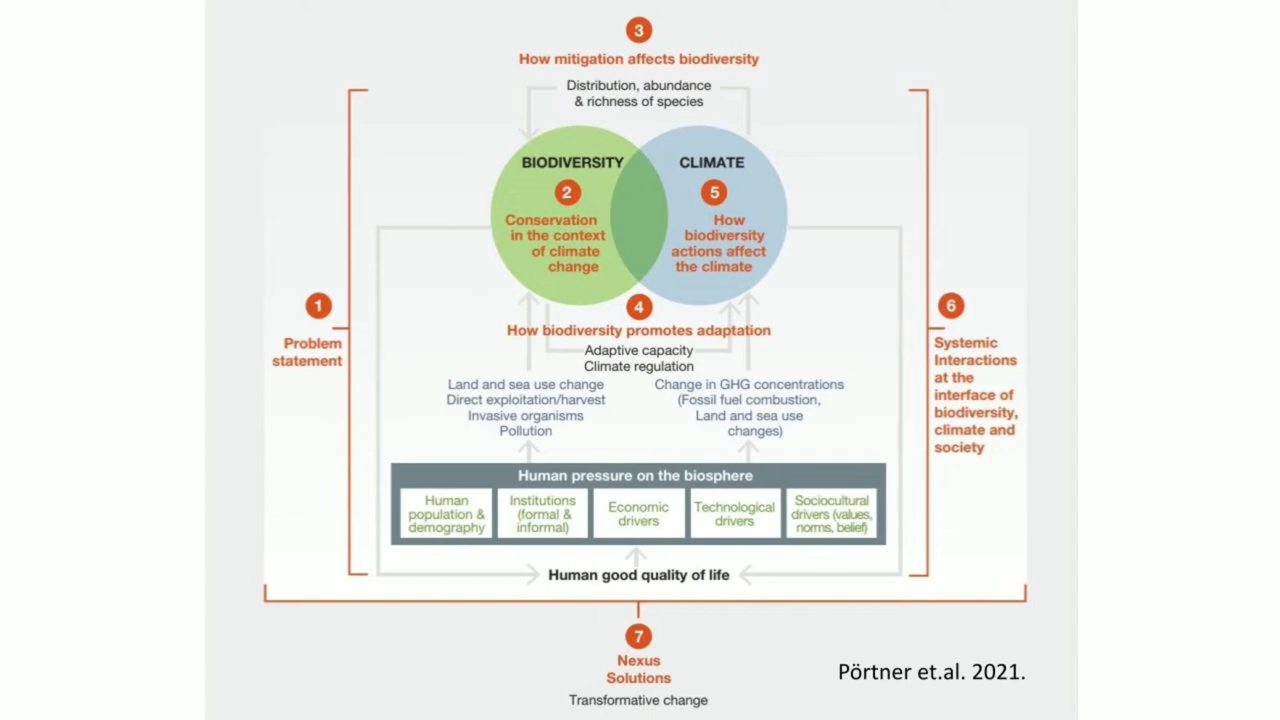 3
How mitigation affects biodiversity
Distribution, abundance
& richness of species
BIODIVERSITY
2
Conservation
in the context
of climate
change
CLIMATE
5
How
biodiversity
actions affect
the climate
1
Problem
statement
4
How biodiversity promotes adaptation
Adaptive capacity
Climate regulation
6
Systemic
Interactions
at the
interface of
biodiversity,
climate and
society
Land and sea use change
Direct exploitation/harvest
Invasive organisms
Pollution
Change in GHG concentrations
(Fossil fuel combustion,
Land and sea use
changes)
Human pressure on the biosphere
Human
population &
demography
Institutions
(formal &
informal)
Economic
drivers
Technological
drivers
Sociocultural
drivers (values,
norms, belief)
Human good quality of life
7
Nexus
Solutions
Transformative change
Pörtner et.al. 2021.